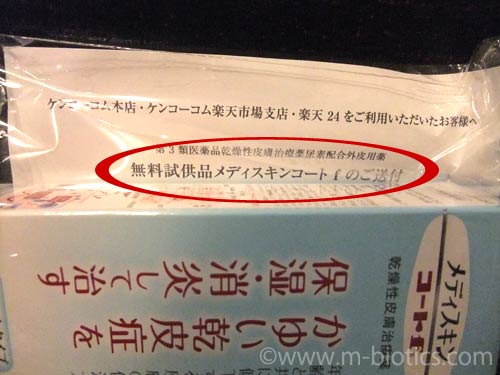 ケンコーコム本店・ケンコーコム楽天市場支店・楽天24をご利用いただいたお客様へ
第3類医薬品乾燥性皮膚治療薬尿素配合外皮用薬
無料試供品メディスキンコートfのご送付
メディスキン
コート
乾燥性皮膚治療薬
かゆい乾皮症を
保湿・消炎して治す
©www.m-biotics.com